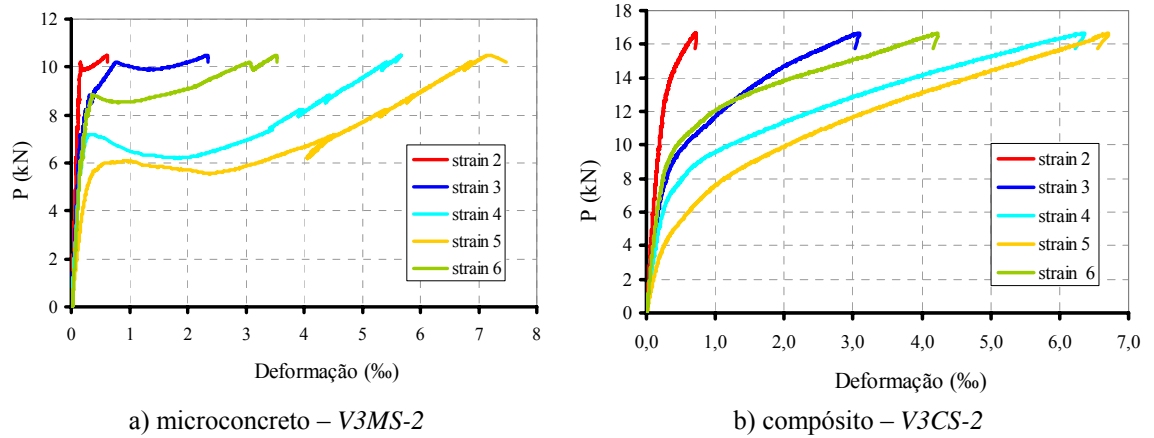 12
10
8
6
4
2
0
P (kN)
strain 2
strain 3
strain 4
strain 5
strain 6
0 1 2 3 4 5 6 7 8
Deformação (‰)
a) microconcreto – V3MS-2
18
16
14
12
10
8
6
4
2
0
P (kN)
strain 2
strain 3
strain 4
strain 5
strain 6
0,0 1,0 2,0 3,0 4,0 5,0 6,0 7,0
Deformação (‰)
b) compósito – V3CS-2